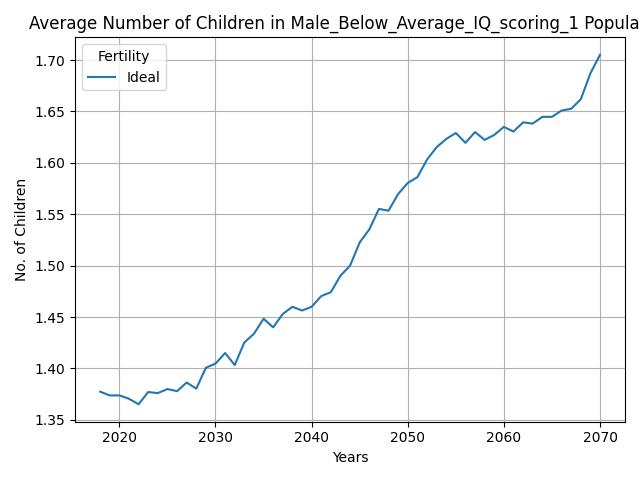 Average Number of Children in Male_Below_Average_IQ_scoring_1 Popula
Fertility
Ideal
1.70
1.65
1.60
1.55
1.50
1.45
1.40
1.35
No. of Children
2020 2030 2040 2050 2060 2070
Years